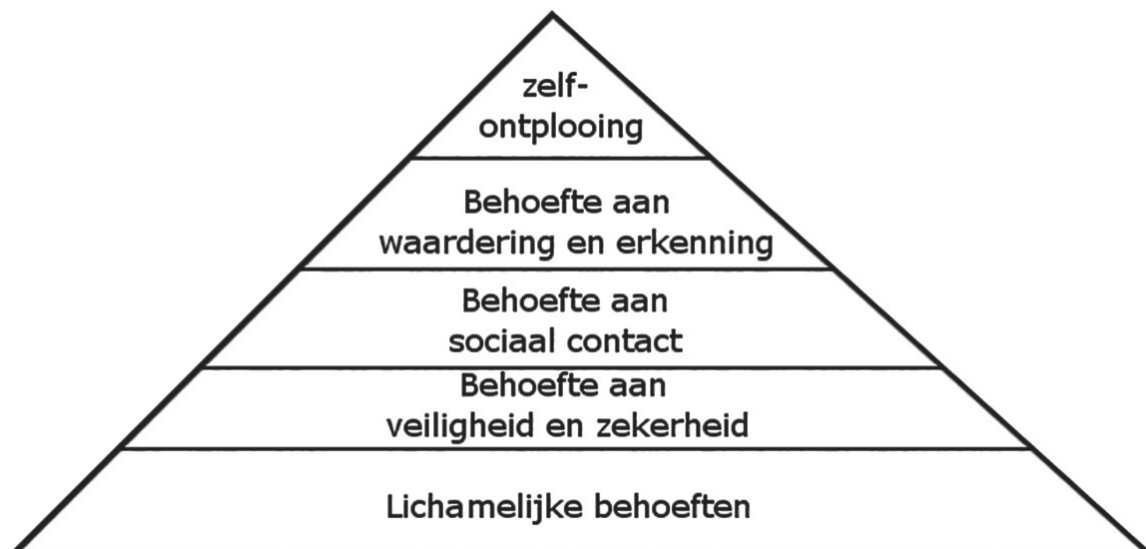 zelf-
ontplooing
Behoefte aan
waardering en erkenning
Behoefte aan
sociaal contact
Behoefte aan
veiligheid en zekerheid
Lichamelijke behoeften